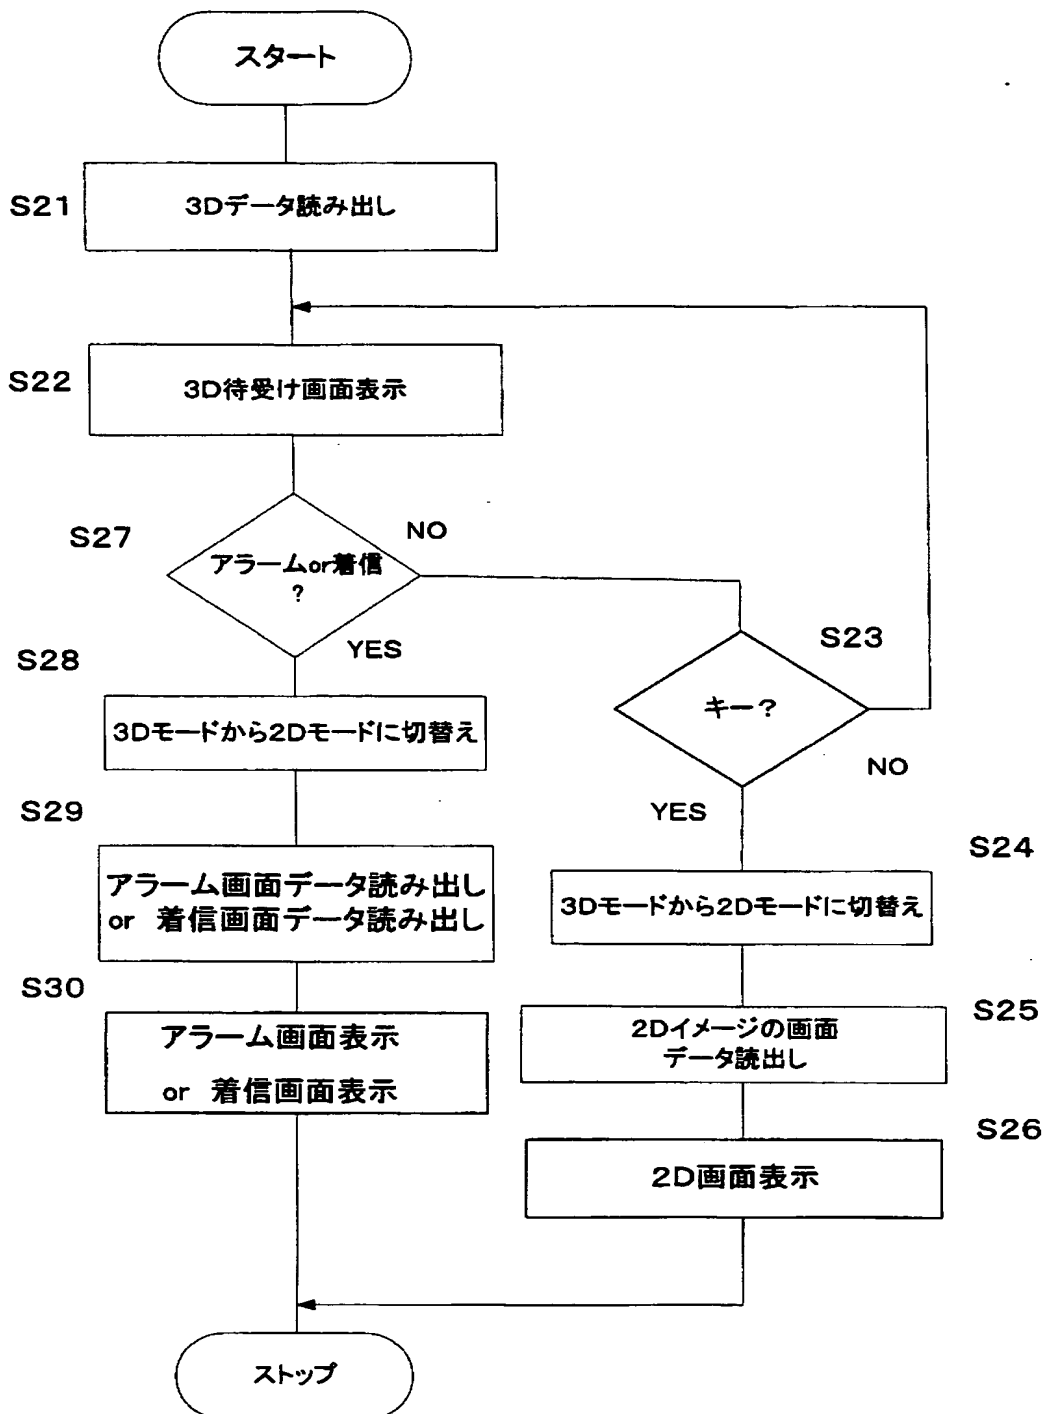 スタート
S21
3Dデータ読み出し
S22
3D待受け画面表示
S27
アラームor着信
?
NO
YES
S23
キー？
NO
YES
S28
3Dモードから2Dモードに切替え
S29
アラーム画面データ読み出し
or 着信画面データ読み出し
S30
アラーム画面表示
or 着信画面表示
S24
3Dモードから2Dモードに切替え
S25
2Dイメージの画面
データ読出し
S26
2D画面表示
ストップ